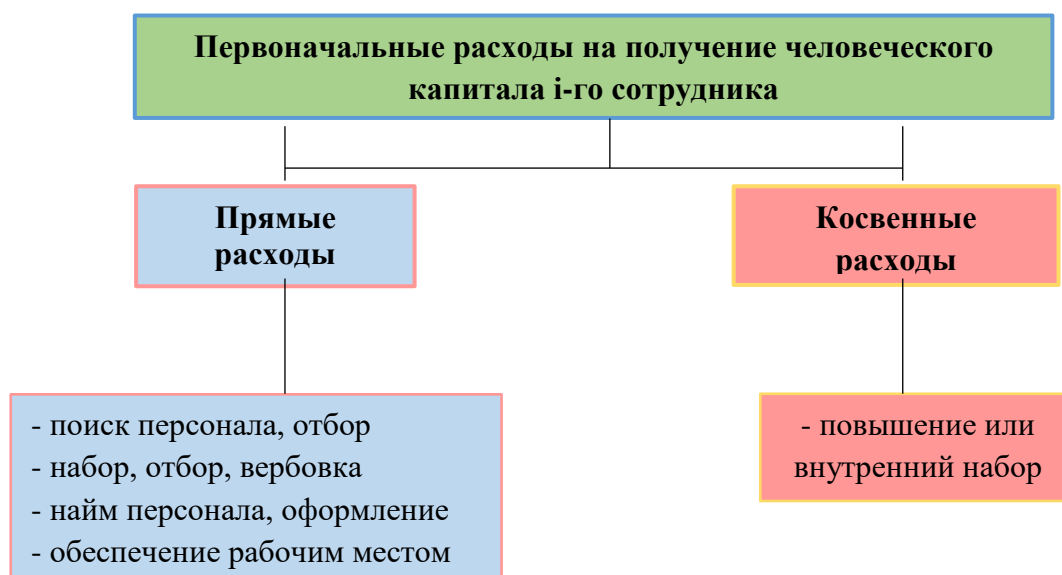 Первоначальные расходы на получение человеческого
капитала i-го сотрудника
Прямые
расходы
Косвенные
расходы
- поиск персонала, отбор
- набор, отбор, вербовка
- найм персонала, оформление
- обеспечение рабочим местом
- повышение или
внутренний набор